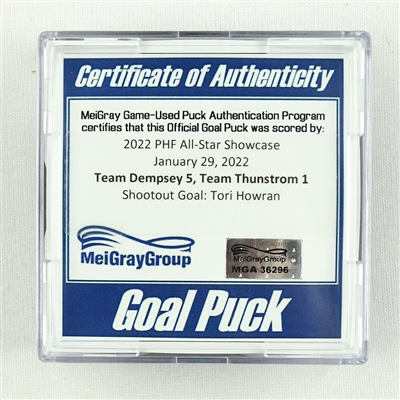 Certificate of Authenticity
MeiGray Game-Used Puck Authentication Program
certifies that this Official Goal Puck was scored by:
2022 PHF All-Star Showcase
January 29, 2022
Team Dempsey 5, Team Thunstrom 1
Shootout Goal: Tori Howran
MeiGrayGroup
MeiGrayGroup
MGA 36296
Goal Puck